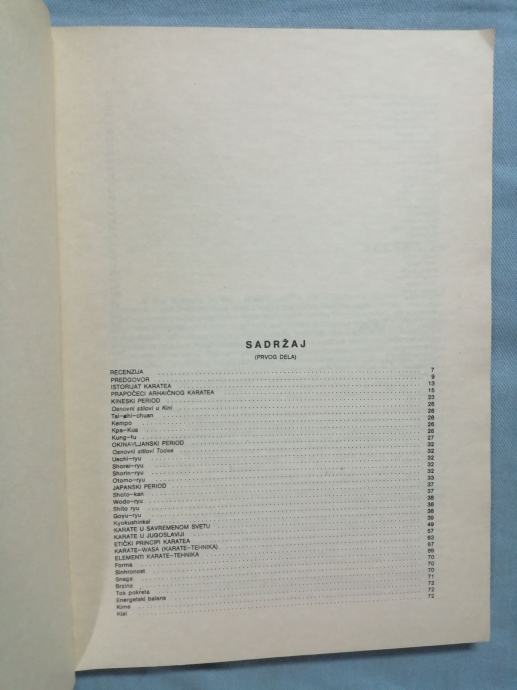 SADRŽAJ
(PRVOG DELA)
RECENZIJA 7
PREDGOVOR 9
ISTORIJAT KARATEA 13
PRAPOČECI ARHAIČNOG KARATEA 15
KINESKI PERIOD 23
Osnovni stilovi u Kini 26
Tai-shi-chuan 26
Kempo 26
Kpa-Kua 26
Kung-fu 26
OKINAVLJANSKI PERIOD 27
Osnovni stilovi Todea 32
Uechi-ryu 32
Shorei-ryu 32
Shorin-ryu 32
Otomo-ryu 32
JAPANSKI PERIOD 33
Shoto-kan 37
Wado-ryu 37
Shito ryu 38
Goyu-ryu 38
Kyokushinkai 38
KARATE U SAVREMENOM SVETU 39
KARATE U JUGOSLAVIJI 49
ETIČKI PRINCIPI KARATEA 57
KARATE-WASA (KARATE-TEHNIKA) 63
ELEMENTI KARATE-TEHNIKA 67
Forma 69
Sinhronost 70
Snaga 70
Brzina 70
Tok pokreta 71
Energetski balans 72
Kime 72
Kiai 72